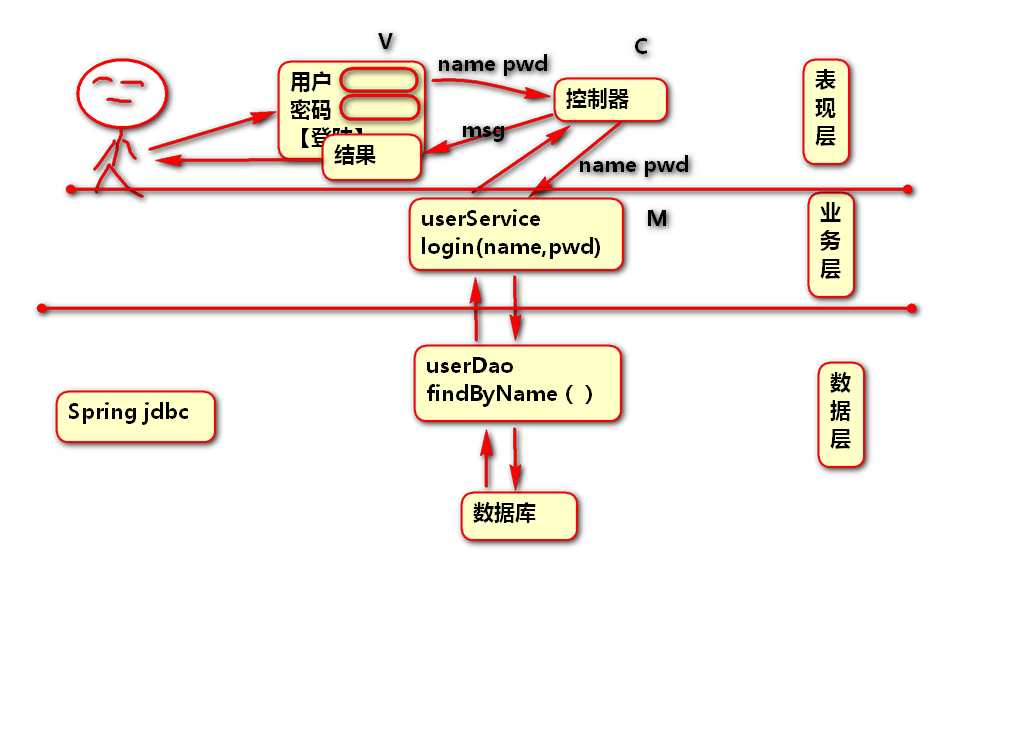 V
C
name pwd
用户
密码
【登陆】
控制器
表现层
msg
结果
name pwd
userService
login(name,pwd)
M
业务层
userDao
findByName（ ）
Spring jdbc
数据层
数据库